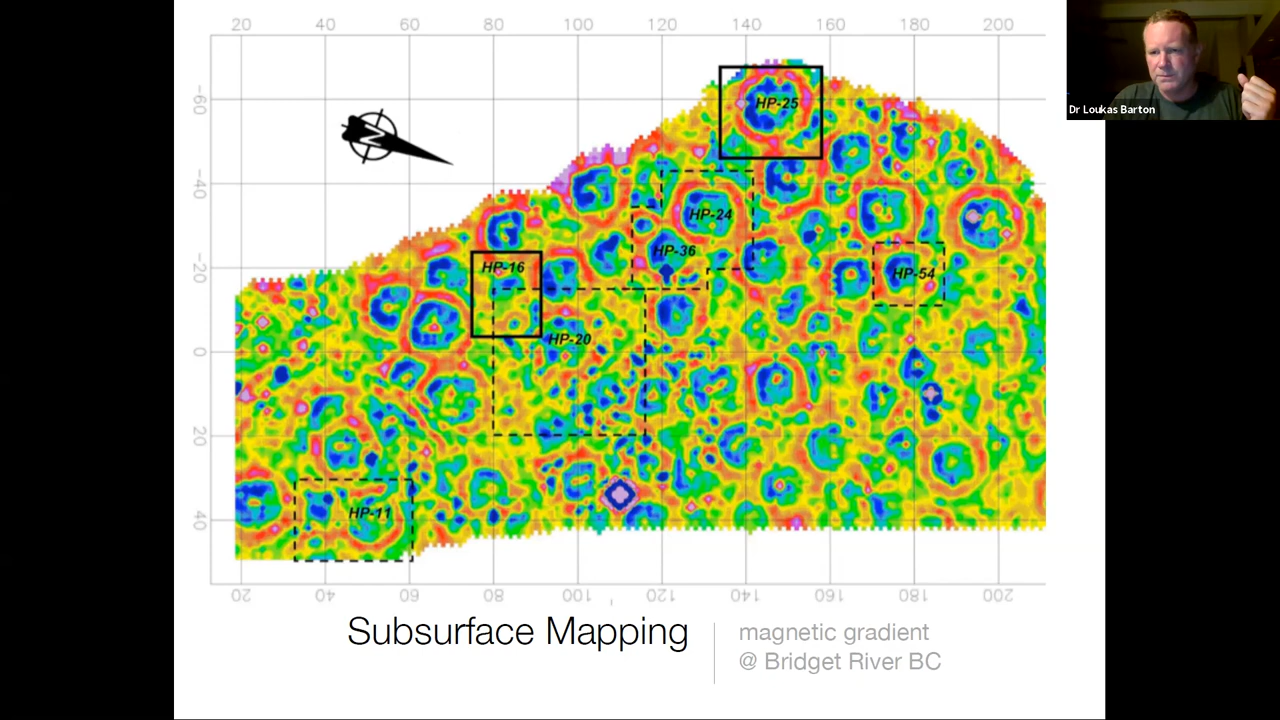 20 40 60 80 100 120 140 160 180 200
Dr Loukas Barton
-60
HP-25
-40
HP-24
HP-36
-20
HP-16
HP-54
HP-20
0
20
HP-11
40
20 40 60 80 100 120 140 160 180 200
N
Subsurface Mapping
magnetic gradient
@ Bridget River BC